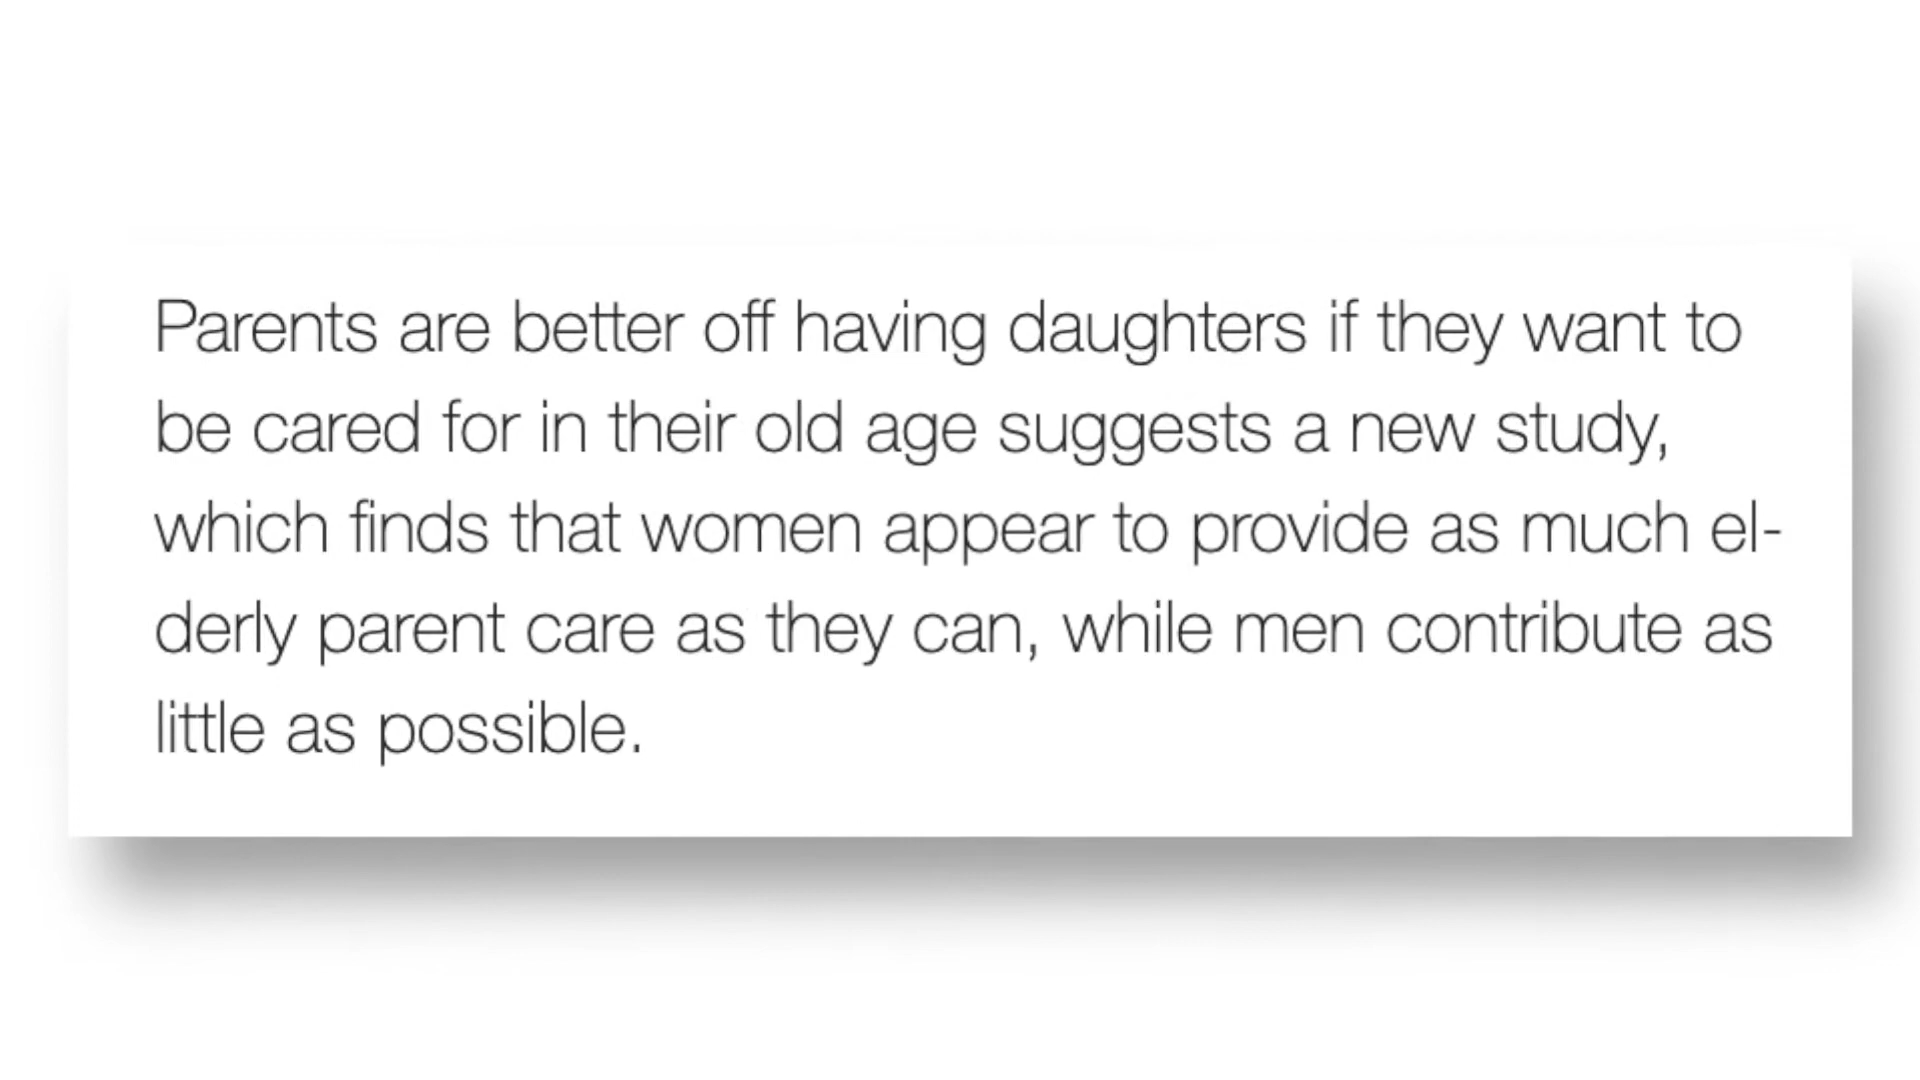 Parents are better off having daughters if they want to
be cared for in their old age suggests a new study,
which finds that women appear to provide as much el-
derly parent care as they can, while men contribute as
little as possible.